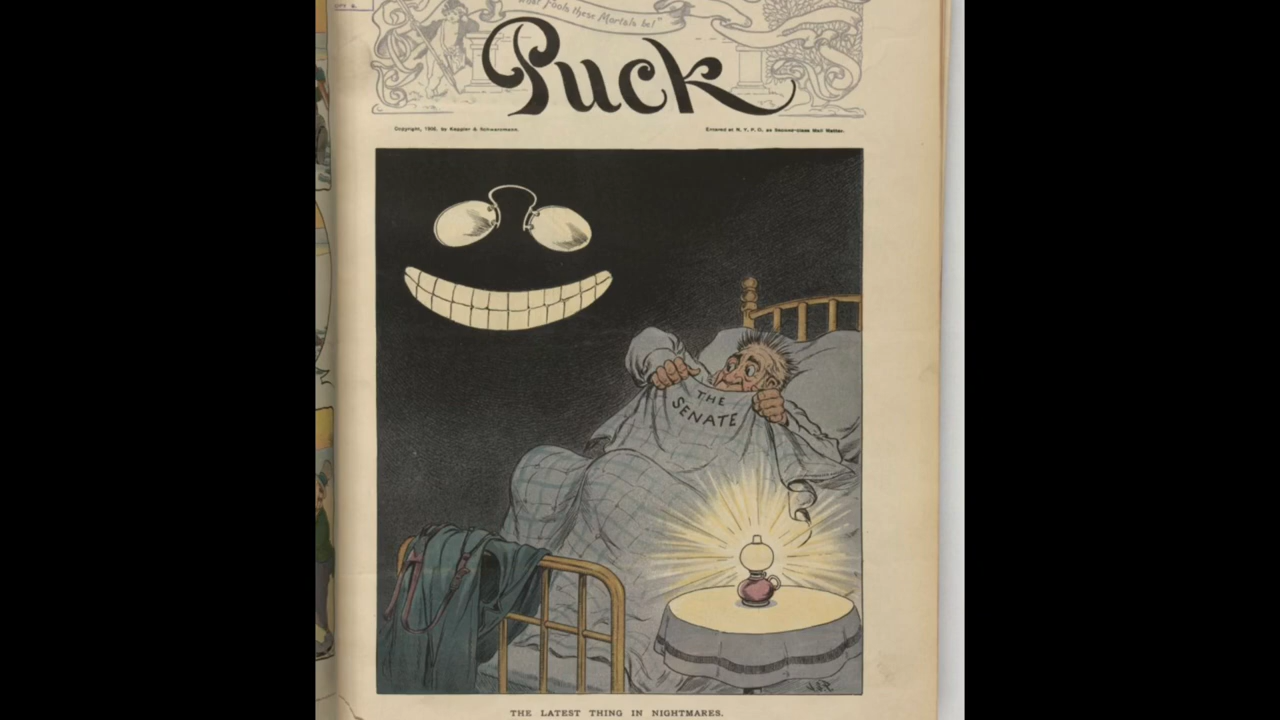 What Fools these Mortals be!"
Puck
Copyright, 1906, by Keppler & Schwarzmann.
Entered at N. Y. P. O. as Second-class Mail Matter.
THE
SENATE
THE LATEST THING IN NIGHTMARES.